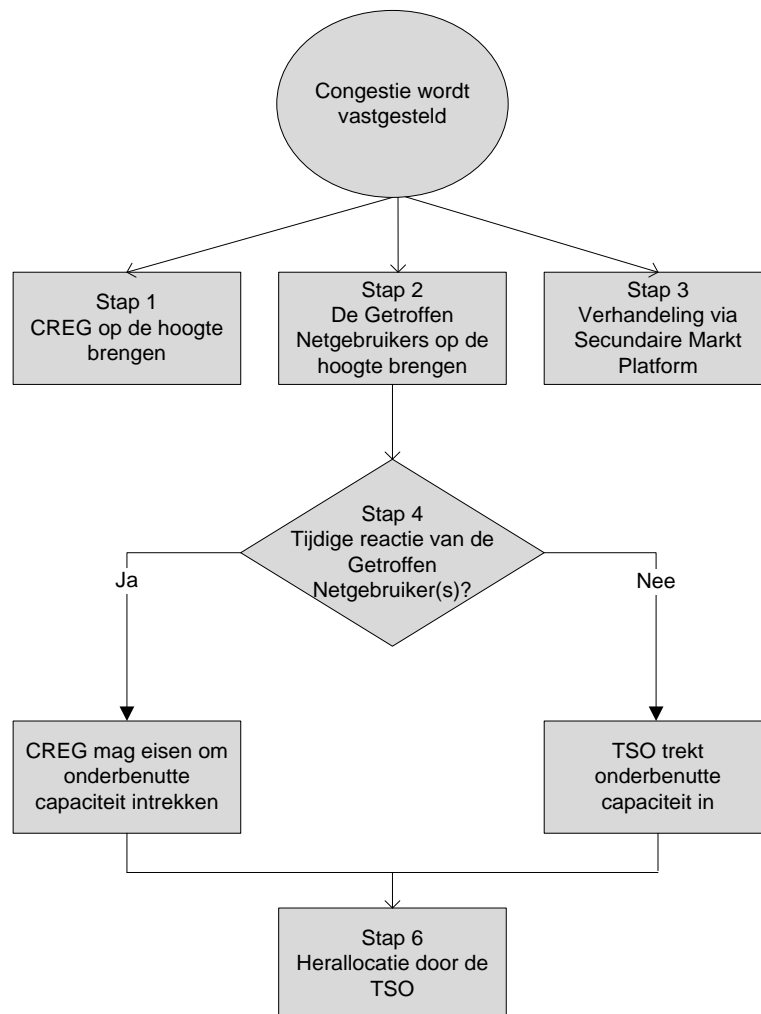 Congestie wordt
vastgesteld
Stap 1
CREG op de hoogte
brengen
Stap 2
De Getroffen
Netgebruikers op de
hoogte brengen
Stap 3
Verhandeling via
Secundaire Markt
Platform
Stap 4
Tijdige reactie van de
Getroffen
Netgebruiker(s)?
Ja
Nee
CREG mag eisen om
onderbenutte
capaciteit intrekken
TSO trekt
onderbenutte
capaciteit in
Stap 6
Herallocatie door de
TSO